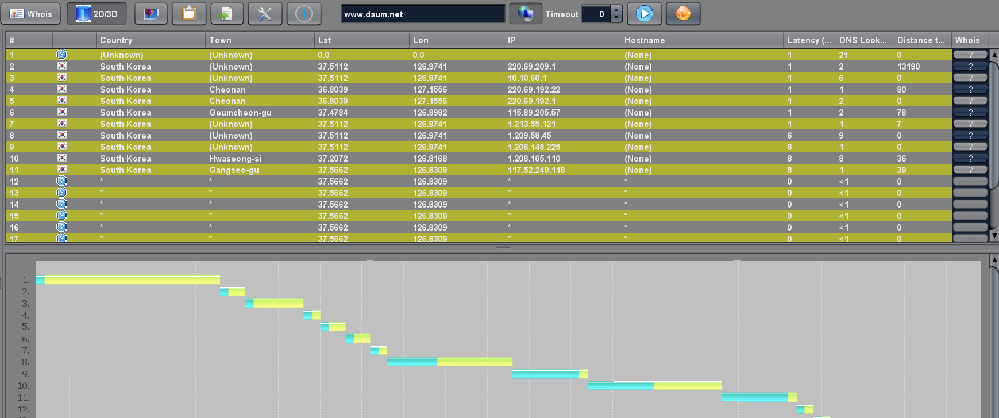 Whois 2D/3D www.daum.net Timeout 0
# Country Town Lat Lon IP Hostname Latency (... DNS Look... Distance t... Whois
1 (Unknown) (Unknown) 0.0 0.0 (None) 1 21 0 ?
2 South Korea (Unknown) 37.5112 126.9741 220.69.209.1 (None) 1 2 13190 ?
3 South Korea (Unknown) 37.5112 126.9741 10.10.60.1 (None) 1 6 0 ?
4 South Korea Cheonan 36.8039 127.1556 220.69.192.22 (None) 1 1 80 ?
5 South Korea Cheonan 36.8039 127.1556 220.69.192.1 (None) 1 2 0 ?
6 South Korea Geumcheon-gu 37.4784 126.8982 115.89.205.57 (None) 1 2 78 ?
7 South Korea (Unknown) 37.5112 126.9741 1.213.55.121 (None) 1 1 7 ?
8 South Korea (Unknown) 37.5112 126.9741 1.209.58.45 (None) 6 9 0 ?
9 South Korea (Unknown) 37.5112 126.9741 1.208.148.225 (None) 8 1 0 ?
10 South Korea Hwaseong-si 37.2072 126.8168 1.208.105.110 (None) 8 8 36 ?
11 South Korea Gangseo-gu 37.5662 126.8309 117.52.240.118 (None) 8 1 39 ?
12 * * 37.5662 126.8309 * * 0 <1 0
13 * * 37.5662 126.8309 * * 0 <1 0
14 * * 37.5662 126.8309 * * 0 <1 0
15 * * 37.5662 126.8309 * * 0 <1 0
16 * * 37.5662 126.8309 * * 0 <1 0
17 * * 37.5662 126.8309 * * 0 <1 0
1.
2.
3.
4.
5.
6.
7.
8.
9.
10.
11.
12.